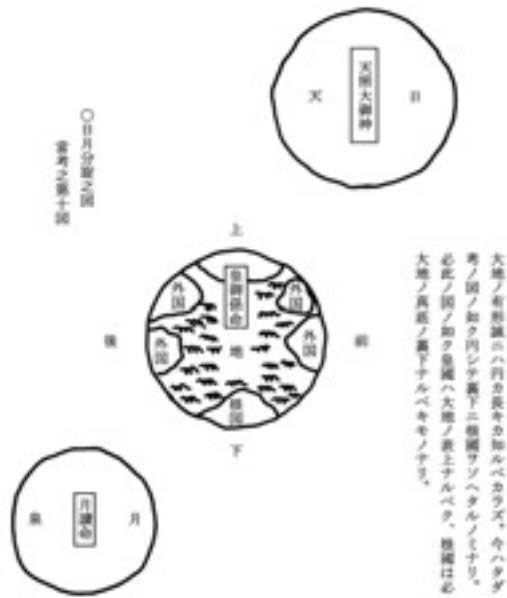 大地ノ有形誠ニハ円カ長キカ知ルベカラズ。今ハタダ
考ノ図ノ如ク円シテ裏下ニ根國ヲソヘタルノミナリ。
必此ノ図ノ如ク皇國ハ大地ノ表上ナルベク、根國は必
大地ノ真底ノ裏下ナルベキモノナリ。
日
天照大御神
天
上
前
皇御孫命
地
外国
外国
外国
外国
根国
後
下
月
月讀命
泉
〇日月分旋之図
當考之第十図